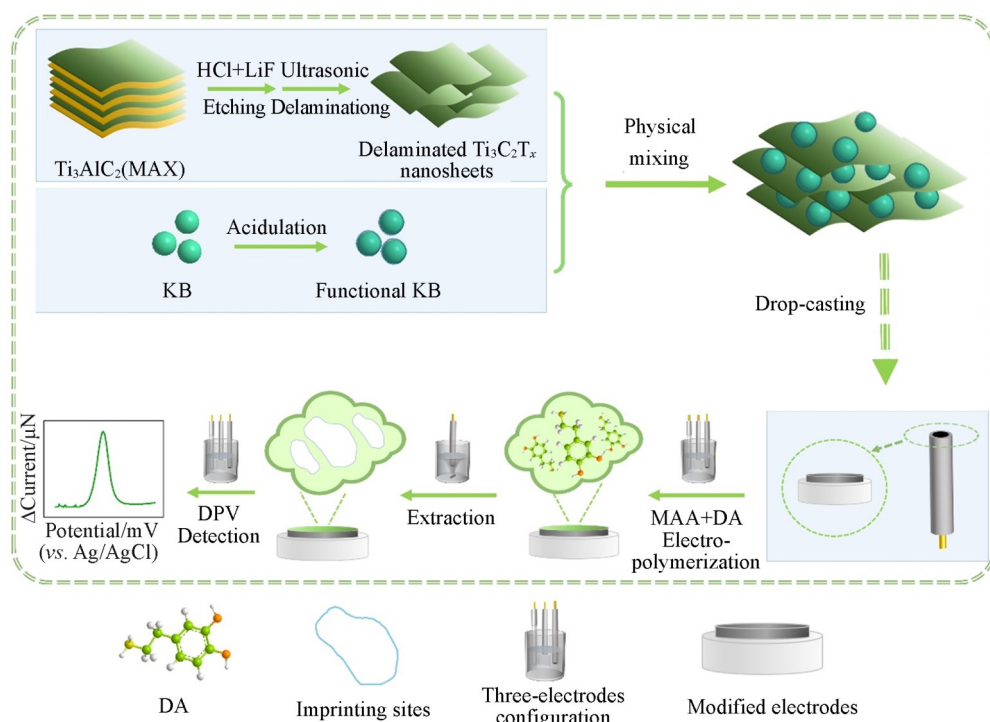 HCl+LiF Ultrasonic
Etching Delaminationg
Ti₃AlC₂(MAX)
Delaminated Ti₃C₂Tₓ
nanosheets
Physical
mixing
Acidulation
KB
Functional KB
Drop-casting
ΔCurrent/μN
Potential/mV
(vs. Ag/AgCl)
DPV
Detection
Extraction
MAA+DA
Electro-
polymerization
DA
Imprinting sites
Three-electrodes
configuration
Modified electrodes